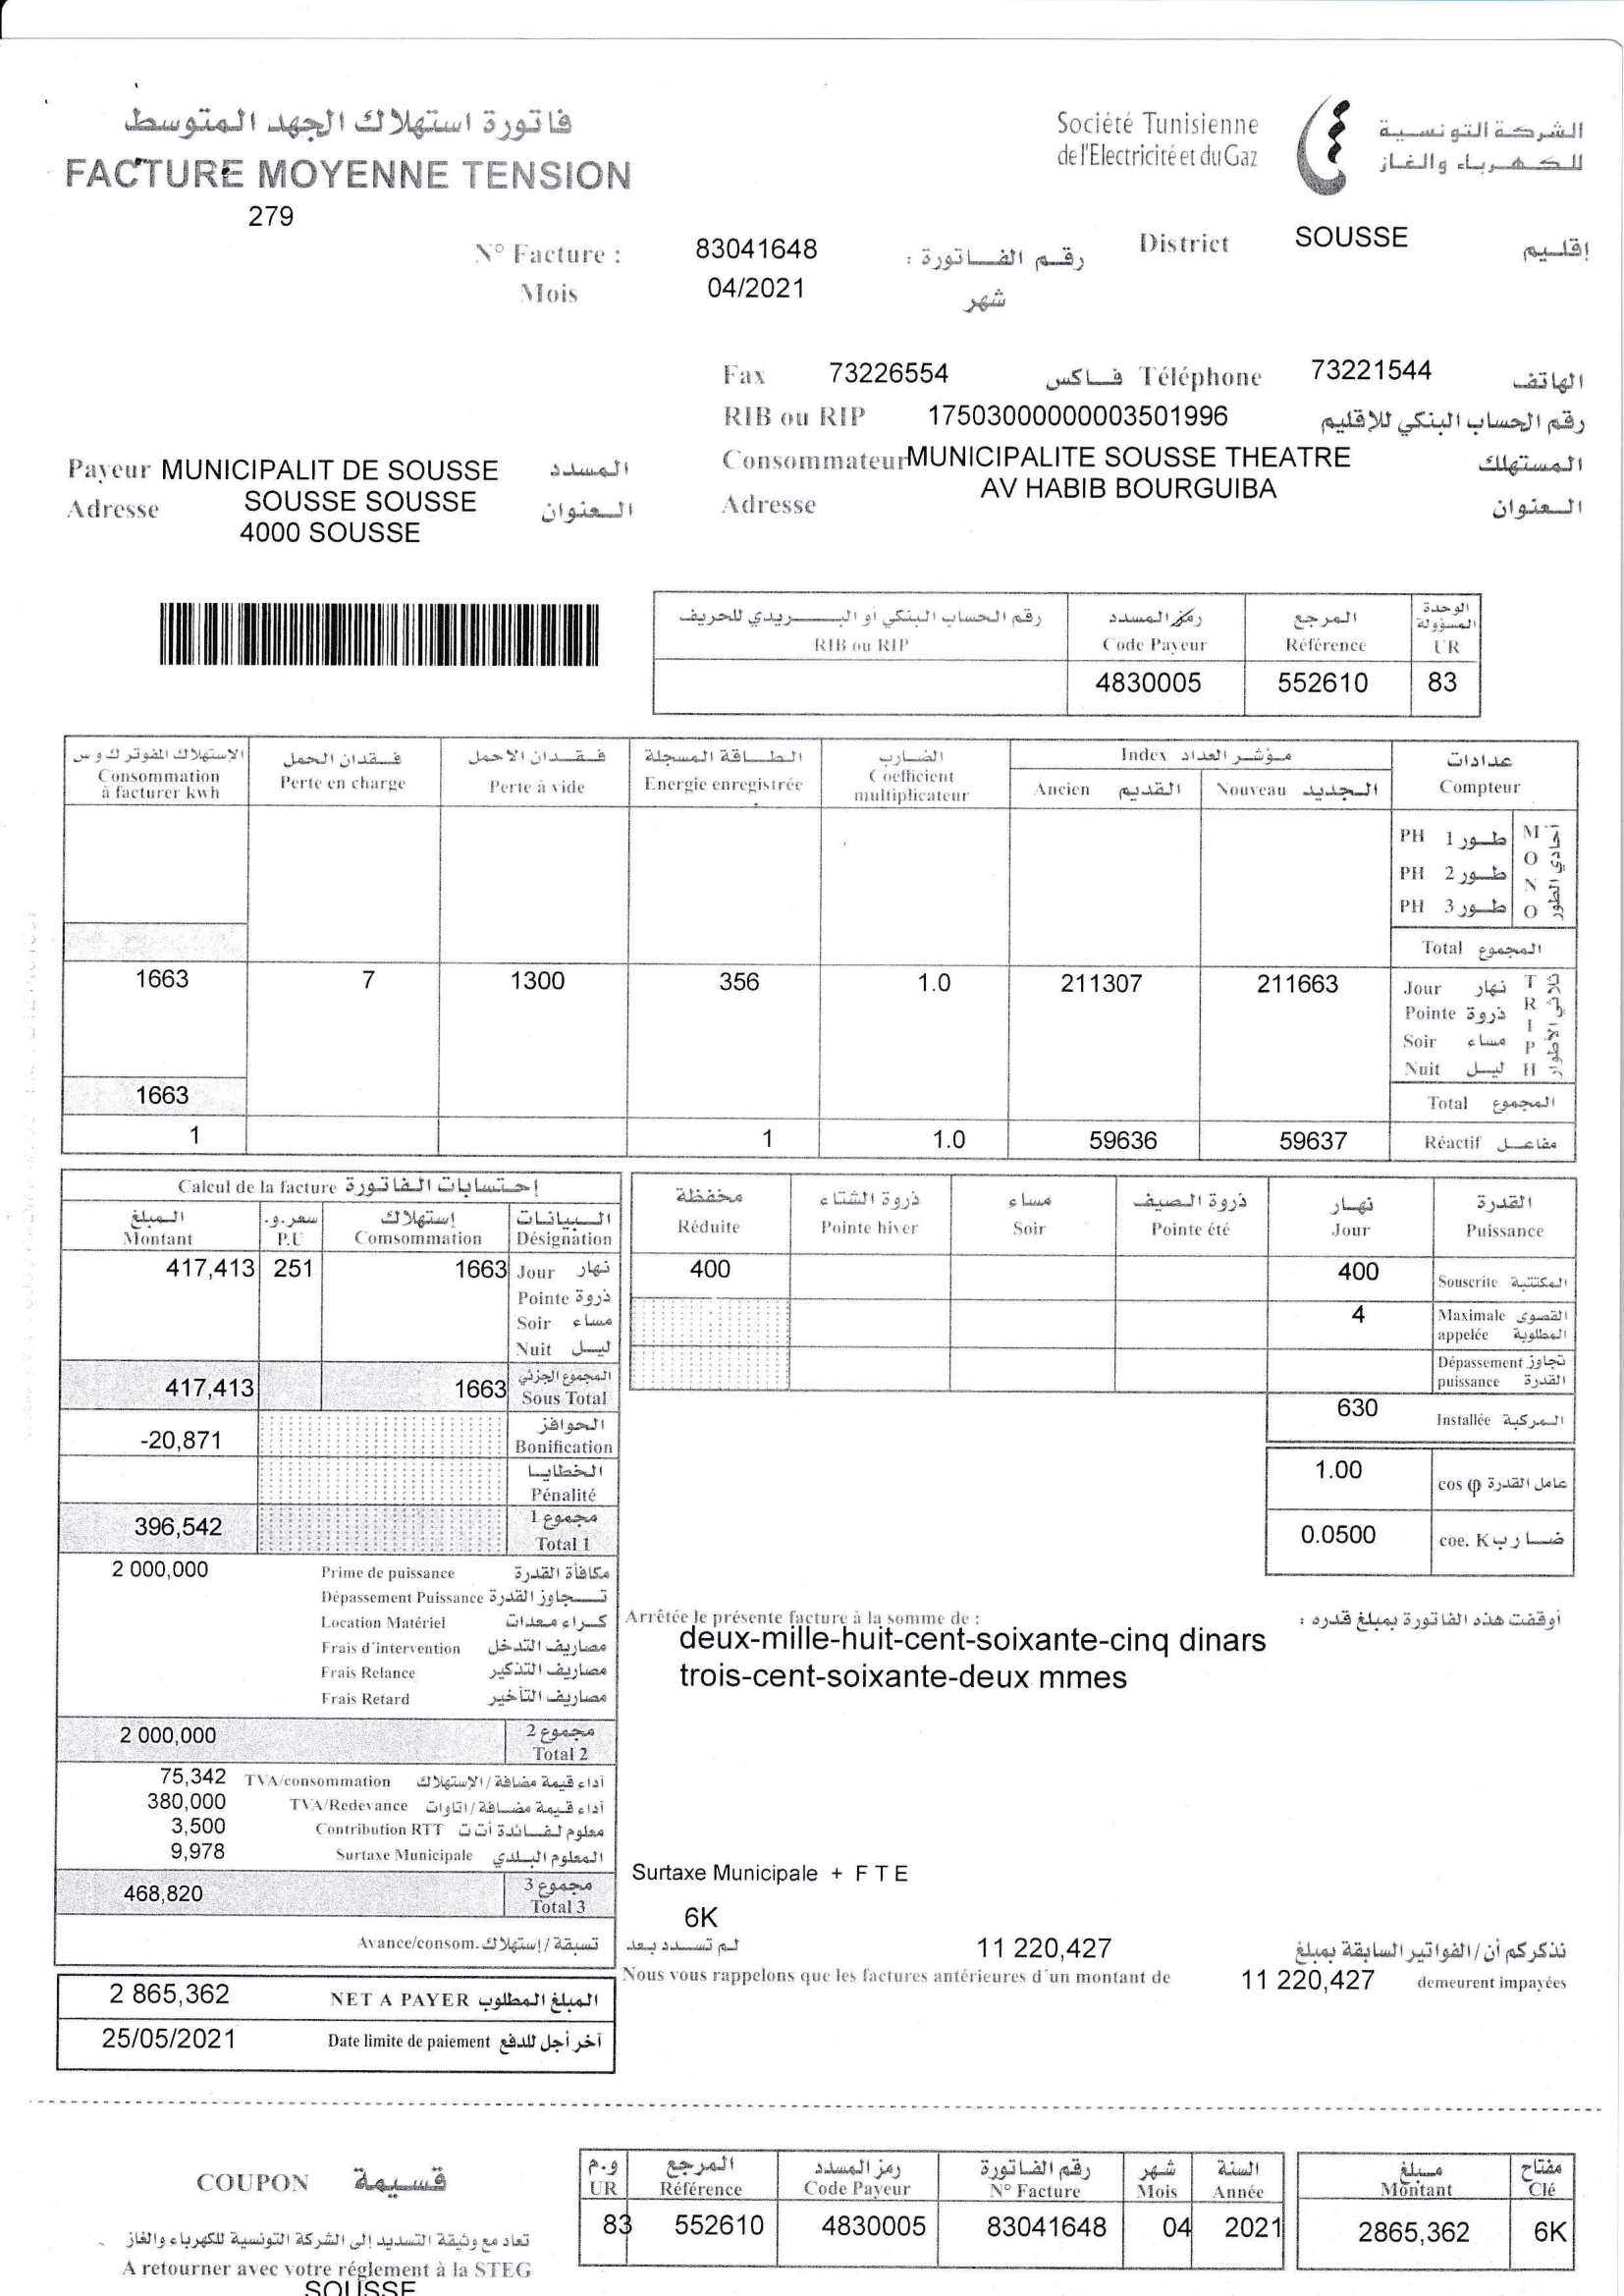 فاتورة استهلاك الجهد المتوسط
FACTURE MOYENNE TENSION
279
Société Tunisienne
de l'Electricité et du Gaz
الشركة التونسية
للكهرباء والغاز
N° Facture : 83041648 رقم الفاتورة :
Mois 04/2021 شهر
District SOUSSE إقليم
Fax 73226554 فاكس Téléphone 73221544 الهاتف
RIB ou RIP 17503000000003501996 رقم الحساب البنكي للإقليم
Payeur MUNICIPALIT DE SOUSSE المسدد
Adresse SOUSSE SOUSSE العنوان
4000 SOUSSE
Consommateur MUNICIPALITE SOUSSE THEATRE المستهلك
Adresse AV HABIB BOURGUIBA العنوان
رقم الحساب البنكي أو البريدي للحريف رمز المسدد المرجع الوحدة المسؤولة
RIB ou RIP Code Payeur Référence UR
4830005 552610 83
الإستهلاك المفوتر ك و س فقدان الحمل فقدان الاحمل الطاقة المسجلة الضارب مؤشر العداد Index عدادات
Consommation à facturer kwh Perte en charge Perte à vide Energie enregistrée Coefficient multiplicateur Ancien القديم Nouveau الجديد Compteur
PH 1 طور
PH 2 طور
PH 3 طور
MONO أحادي الطور
Total المجموع
1663 7 1300 356 1.0 211307 211663 Jour نهار
Pointe ذروة
Soir مساء
Nuit ليل
TRIPH ثلاثي الأطوار
1663 Total المجموع
1 1 1.0 59636 59637 Réactif مفاعل
Calcul de la facture إحتسابات الفاتورة
المبلغ سعر.و. إستهلاك البيانات
Montant P.U Comsommation Désignation
417,413 251 1663 Jour نهار
Pointe ذروة
Soir مساء
Nuit ليل
417,413 1663 المجموع الجزئي
Sous Total
-20,871 الحوافز
Bonification
الخطايا
Pénalité
396,542 مجموع 1
Total 1
2 000,000 Prime de puissance مكافأة القدرة
Dépassement Puissance تجاوز القدرة
Location Matériel كراء معدات
Frais d'intervention مصاريف التدخل
Frais Relance مصاريف التذكير
Frais Retard مصاريف التأخير
2 000,000 مجموع 2
Total 2
75,342 TVA/consommation آداء قيمة مضافة/الإستهلاك
380,000 TVA/Redevance آداء قيمة مضافة/اتاوات
3,500 Contribution RTT معلوم لفائدة أ ت ت
9,978 Surtaxe Municipale المعلوم البلدي
468,820 مجموع 3
Total 3
Avance/consom. تسبقة/إستهلاك
2 865,362 NET A PAYER المبلغ المطلوب
25/05/2021 Date limite de paiement آخر أجل للدفع
مخفظة ذروة الشتاء مساء ذروة الصيف نهار القدرة
Réduite Pointe hiver Soir Pointe été Jour Puissance
400 400 Souscrite المكتتبة
4 Maximale القصوى
appelée المطلوبة
Dépassement تجاوز
puissance القدرة
630 Installée المركبة
1.00 cos φ عامل القدرة
0.0500 coe. K ضارب
Arrêtée le présente facture à la somme de : أوقفت هذه الفاتورة بمبلغ قدره :
deux-mille-huit-cent-soixante-cinq dinars
trois-cent-soixante-deux mmes
Surtaxe Municipale + F T E
6K
لم تسدد بعد 11 220,427 نذكركم أن/الفواتير السابقة بمبلغ
Nous vous rappelons que les factures antérieures d'un montant de 11 220,427 demeurent impayées
COUPON قسيمة
تعاد مع وثيقة التسديد إلى الشركة التونسية للكهرباء والغاز
A retourner avec votre réglement à la STEG
SOUSSE
و.م المرجع رمز المسدد رقم الفاتورة شهر السنة مبلغ مفتاح
UR Référence Code Payeur N° Facture Mois Année Montant Clé
83 552610 4830005 83041648 04 2021 2865,362 6K